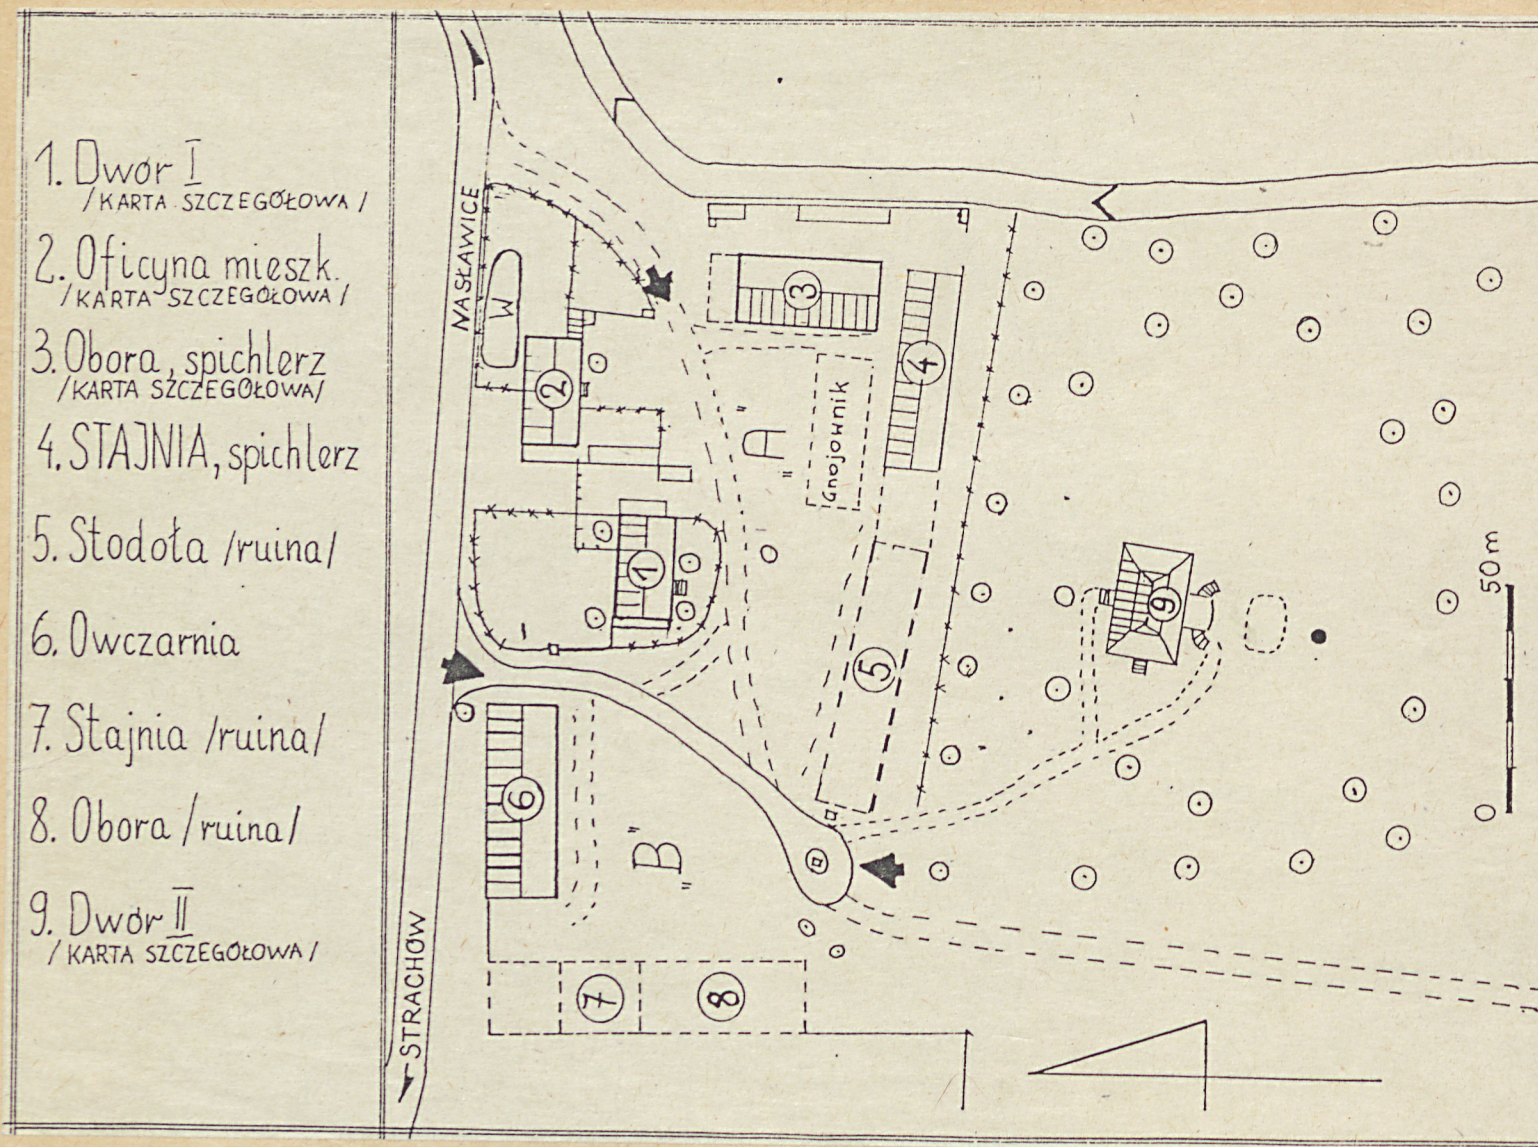 1. Dwór I
/KARTA SZCZEGÓŁOWA/
2. Oficyna mieszk.
/KARTA SZCZEGÓŁOWA/
3. Obora, spichlerz
/KARTA SZCZEGÓŁOWA/
4. STAJNIA, spichlerz
5. Stodoła /ruina/
6. Owczarnia
7. Stajnia /ruina/
8. Obora /ruina/
9. Dwór II
/KARTA SZCZEGÓŁOWA/
NASŁAWICE
STRACHÓW
W
2
1
3
4
„A"
Gnojownik
5
6
„B"
7
8
9
50 m
0